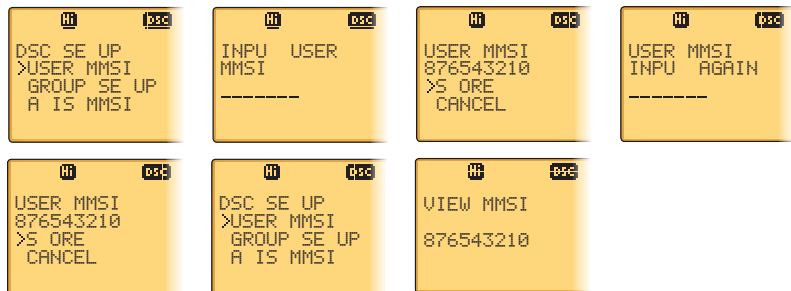 Hi DSC
DSC SE UP
>USER MMSI
GROUP SE UP
A IS MMSI
Hi DSC
INPU USER
MMSI
_______
Hi DSC
USER MMSI
876543210
>S ORE
CANCEL
Hi DSC
USER MMSI
INPU AGAIN
_______
Hi DSC
USER MMSI
876543210
>S ORE
CANCEL
Hi DSC
DSC SE UP
>USER MMSI
GROUP SE UP
A IS MMSI
Hi DSC
VIEW MMSI
876543210